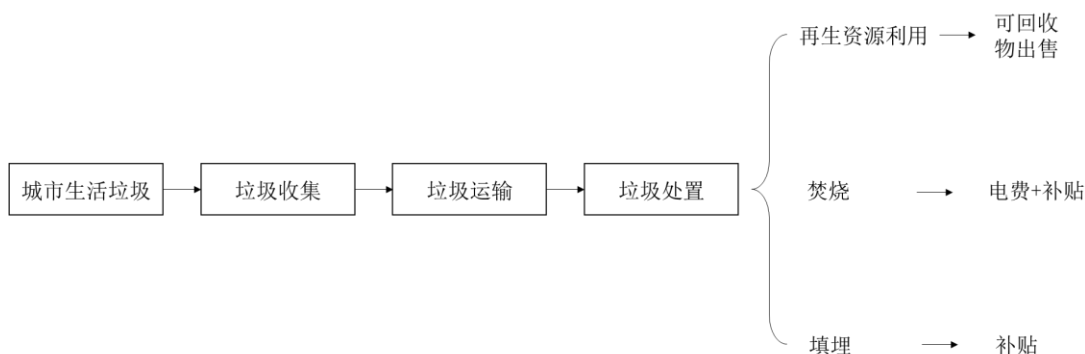 城市生活垃圾
垃圾收集
垃圾运输
垃圾处置
再生资源利用
可回收
物出售
焚烧
电费+补贴
填埋
补贴